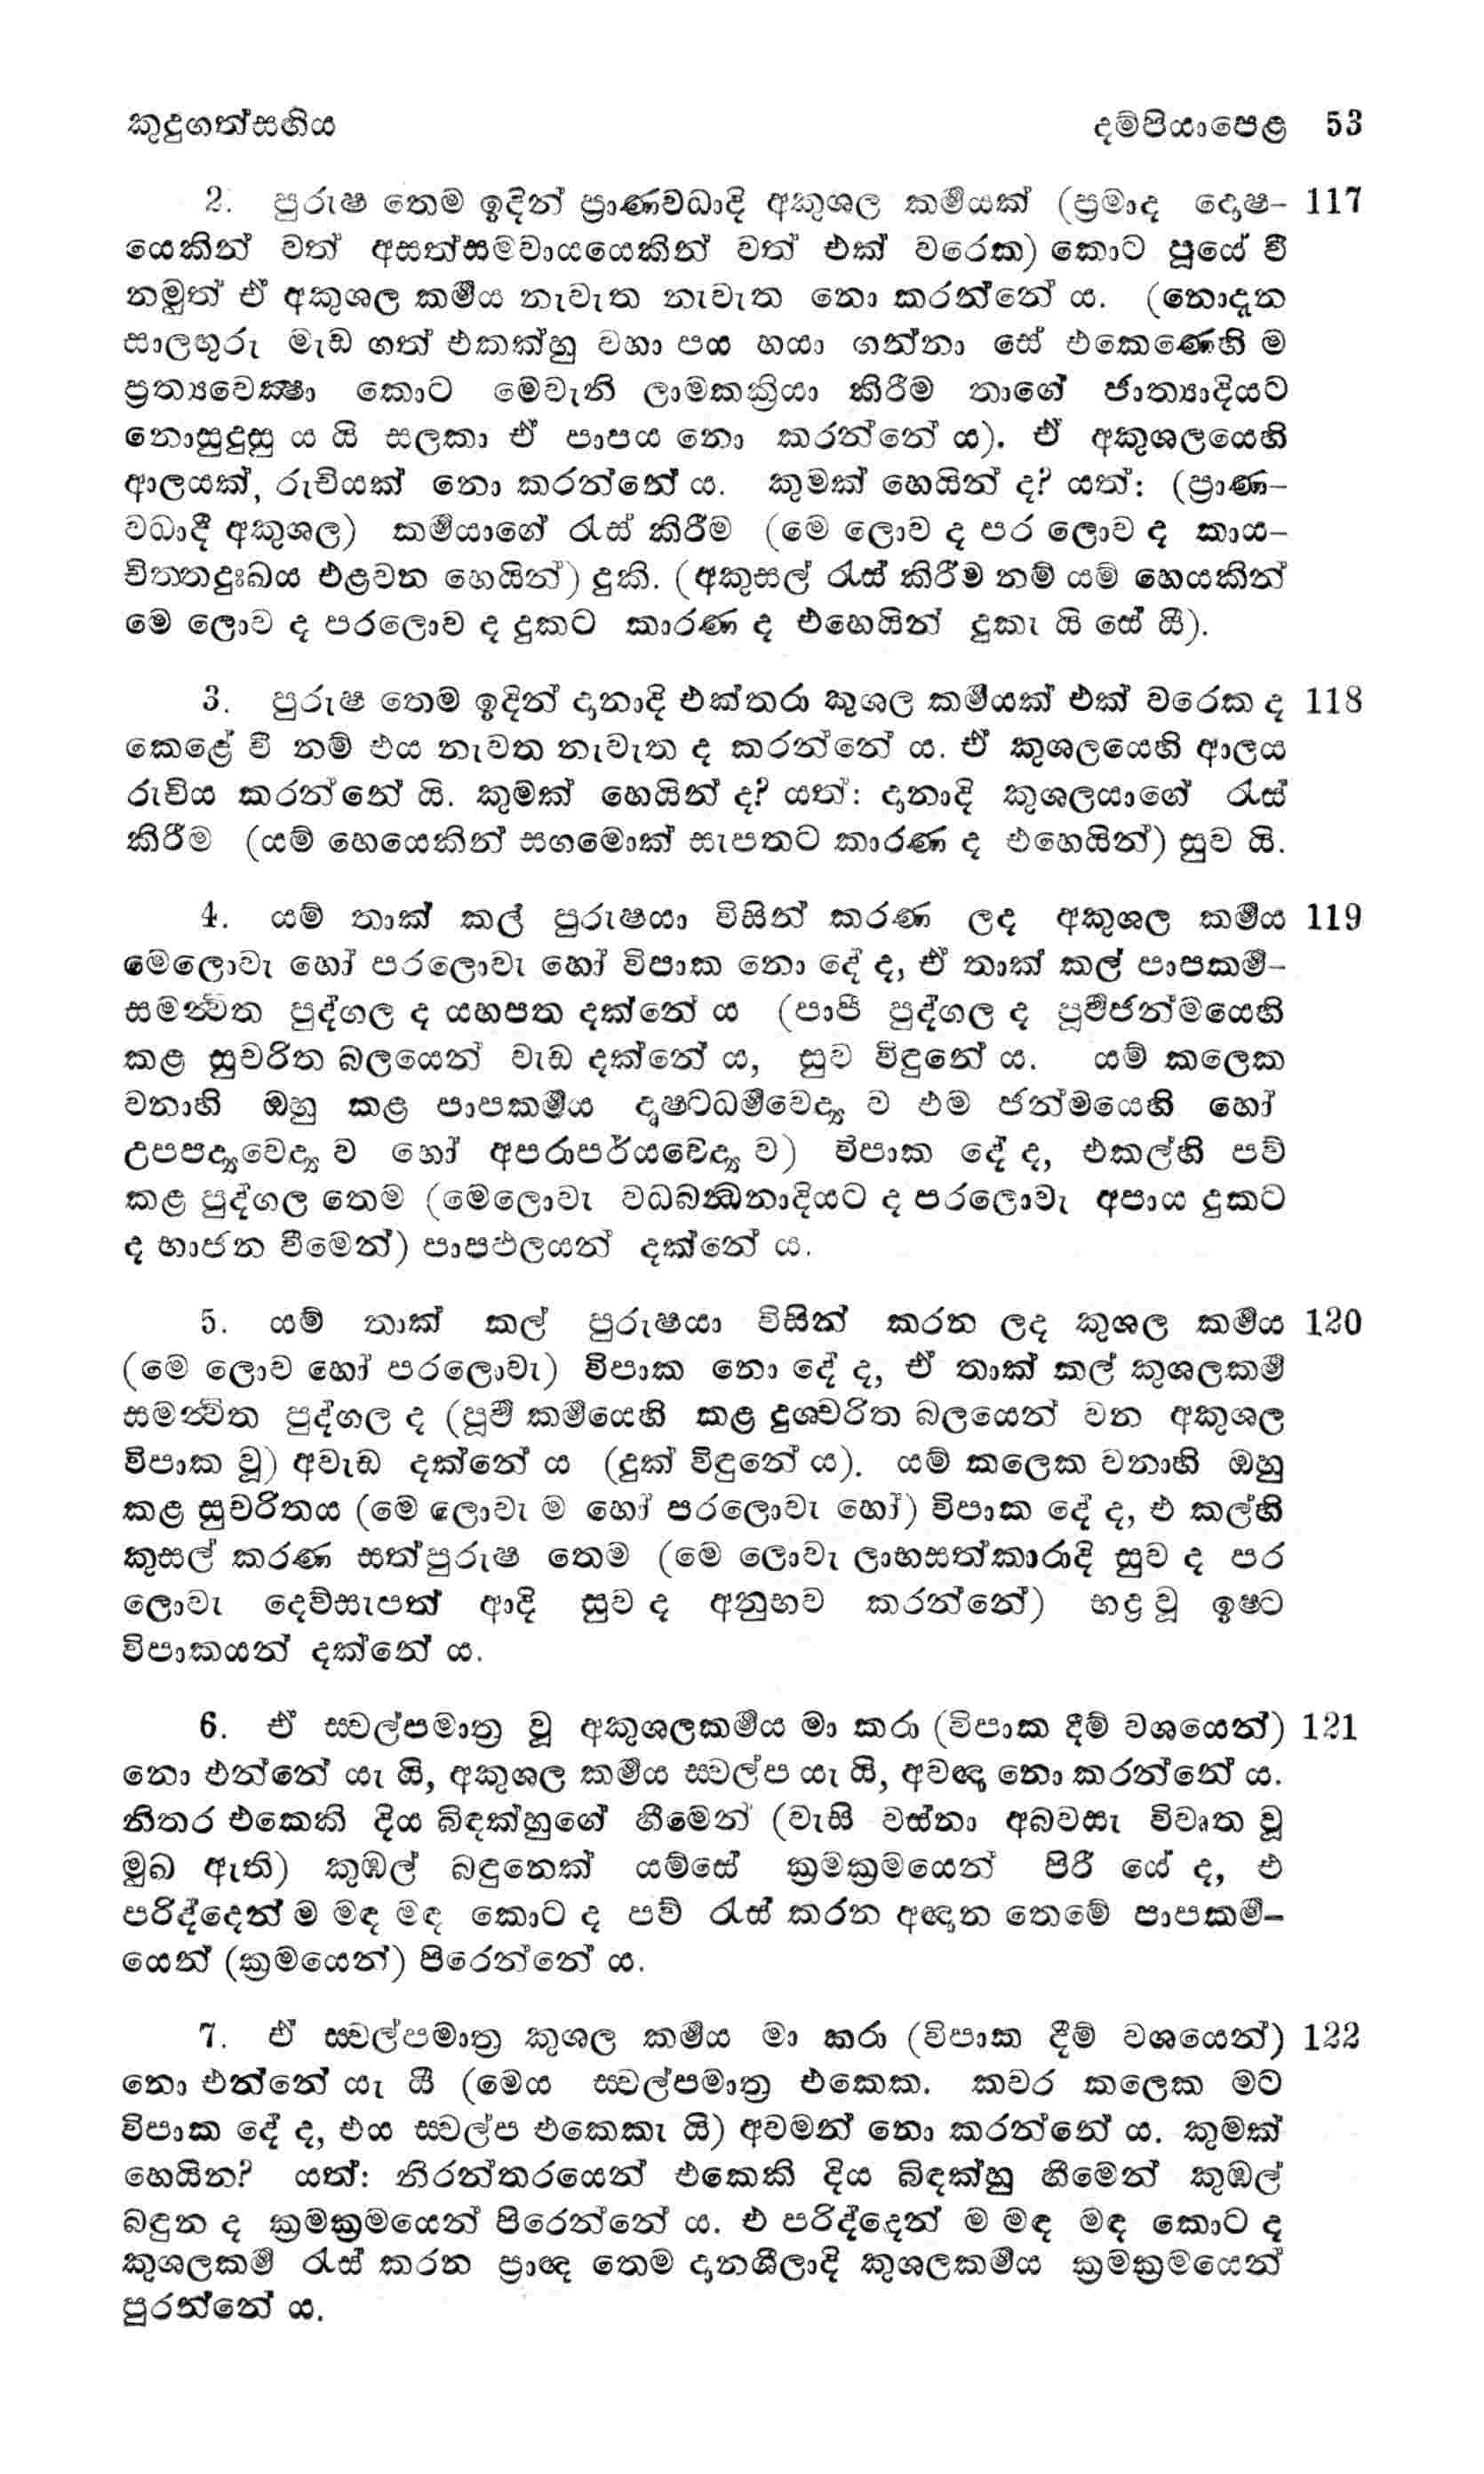 කුදුගත්සඟිය දම්පියාපෙළ 53
2. පුරුෂ තෙම ඉදින් ප්‍රාණවධාදි අකුශල කර්‍මයක් (ප්‍රමාද දෝෂ- 117
යෙකින් වත් අසත්සමවායයෙකින් වත් එක් වරෙක) කොට පූයේ වී
නමුත් ඒ අකුශල කර්‍මය නැවැත නැවැත නො කරන්නේ ය. (නොදැන
සාලඟුරු මැඩ ගත් එකක්හු වහා පය හයා ගන්නා සේ එකෙණෙහි ම
ප්‍රත්‍යවෙක්‍ෂා කොට මෙවැනි ලාමකක්‍රියා කිරීම තාගේ ජාත්‍යාදියට
නොසුදුසු ය යි සලකා ඒ පාපය නො කරන්නේ ය). ඒ අකුශලයෙහි
ආලයක්, රුචියක් නො කරන්නේ ය. කුමක් හෙයින් ද? යත්: (ප්‍රාණ-
වධාදී අකුශල) කර්‍මයාගේ රැස් කිරීම (මෙ ලොව ද පර ලොව ද කාය-
චිත්තදුඃඛය එළවන හෙයින්) දුකි. (අකුසල් රැස් කිරීම නම් යම් හෙයකින්
මෙ ලොව ද පරලොව ද දුකට කාරණ ද එහෙයින් දුකැ යි සේ යී).
3. පුරුෂ තෙම ඉදින් දානාදි එක්තරා කුශල කර්‍මයක් එක් වරෙක ද 118
කෙළේ වී නම් එය නැවත නැවැත ද කරන්නේ ය. ඒ කුශලයෙහි ආලය
රුචිය කරන්නේ යි. කුමක් හෙයින් ද? යත්: දානාදි කුශලයාගේ රැස්
කිරීම (යම් හෙයෙකින් සගමොක් සැපතට කාරණ ද එහෙයින්) සුව යි.
4. යම් තාක් කල් පුරුෂයා විසින් කරණ ලද අකුශල කර්‍මය 119
මෙලොවැ හෝ පරලොවැ හෝ විපාක නො දේ ද, ඒ තාක් කල් පාපකර්‍ම-
සමන්‍විත පුද්ගල ද යහපත දක්නේ ය (පාපී පුද්ගල ද පූර්‍වජන්මයෙහි
කළ සුචරිත බලයෙන් වැඩ දක්නේ ය, සුව විඳුනේ ය. යම් කලෙක
වනාහි ඔහු කළ පාපකර්‍මය දෘෂ්ටධර්‍මවෙද්‍ය ව එම ජන්මයෙහි හෝ
උපපද්‍යවෙද්‍ය ව හෝ අපරාපර්‍ය්‍යවෙද්‍ය ව) විපාක දේ ද, එකල්හි පව්
කළ පුද්ගල තෙම (මෙලොවැ වධබන්‍ධනාදියට ද පරලොවැ අපාය දුකට
ද භාජන වීමෙන්) පාපඵලයන් දක්නේ ය.
5. යම් තාක් කල් පුරුෂයා විසින් කරන ලද කුශල කර්‍මය 120
(මෙ ලොව හෝ පරලොවැ) විපාක නො දේ ද, ඒ තාක් කල් කුශලකර්‍ම
සමන්‍විත පුද්ගල ද (පූර්‍ව කර්‍මයෙහි කළ දුශ්චරිත බලයෙන් වන අකුශල
විපාක වූ) අවැඩ දක්නේ ය (දුක් විඳුනේ ය). යම් කලෙක වනාහි ඔහු
කළ සුචරිතය (මෙ ලොවැ ම හෝ පරලොවැ හෝ) විපාක දේ ද, එ කල්හි
කුසල් කරණ සත්පුරුෂ තෙම (මෙ ලොවැ ලාභසත්කාරාදි සුව ද පර
ලොවැ දෙව්සැපත් ආදි සුව ද අනුභව කරන්නේ) භද්‍ර වූ ඉෂ්ට
විපාකයන් දක්නේ ය.
6. ඒ ස්වල්පමාත්‍ර වූ අකුශලකර්‍මය මා කරා (විපාක දීම් වශයෙන්) 121
නො එන්නේ යැ යි, අකුශල කර්‍මය ස්වල්ප යැ යි, අවඥා නො කරන්නේ ය.
නිතර එකෙකි දිය බිඳක්හුගේ හීමෙන් (වැසි වස්නා අබවසැ විවෘත වූ
මුඛ ඇති) කුඹල් බඳුනෙක් යම්සේ ක්‍රමක්‍රමයෙන් පිරී යේ ද, එ
පරිද්දෙන් ම මඳ මඳ කොට ද පව් රැස් කරන අඥාන තෙමේ පාපකර්‍ම-
යෙන් (ක්‍රමයෙන්) පිරෙන්නේ ය.
7. ඒ ස්වල්පමාත්‍ර කුශල කර්‍මය මා කරා (විපාක දීම් වශයෙන්) 122
නො එන්නේ යැ යී (මෙය ස්වල්පමාත්‍ර එකෙක. කවර කලෙක මට
විපාක දේ ද, එය ස්වල්ප එකෙකැ යි) අවමන් නො කරන්නේ ය. කුමක්
හෙයින? යත්: නිරන්තරයෙන් එකෙකි දිය බිඳක්හු හීමෙන් කුඹල්
බඳුන ද ක්‍රමක්‍රමයෙන් පිරෙන්නේ ය. එ පරිද්දෙන් ම මඳ මඳ කොට ද
කුශලකර්‍ම රැස් කරන ප්‍රාඥ තෙම දානශීලාදි කුශලකර්‍මය ක්‍රමක්‍රමයෙන්
පුරන්නේ ය.